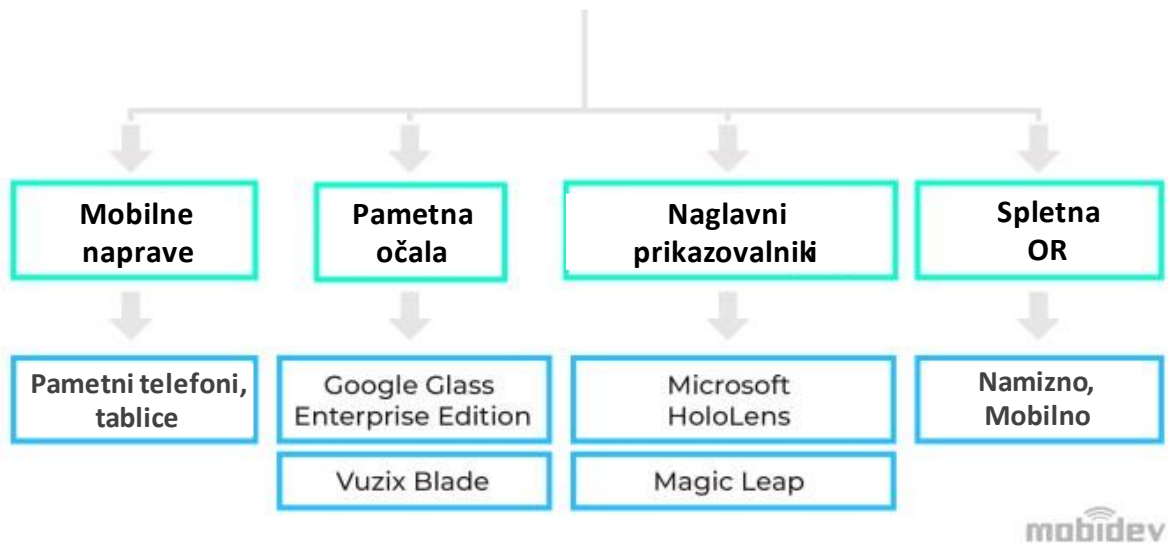 Mobilne
naprave
Pametna
očala
Naglavni
prikazovalniki
Spletna
OR
Pametni telefoni,
tablice
Google Glass
Enterprise Edition
Microsoft
HoloLens
Namizno,
Mobilno
Vuzix Blade
Magic Leap
mobidev